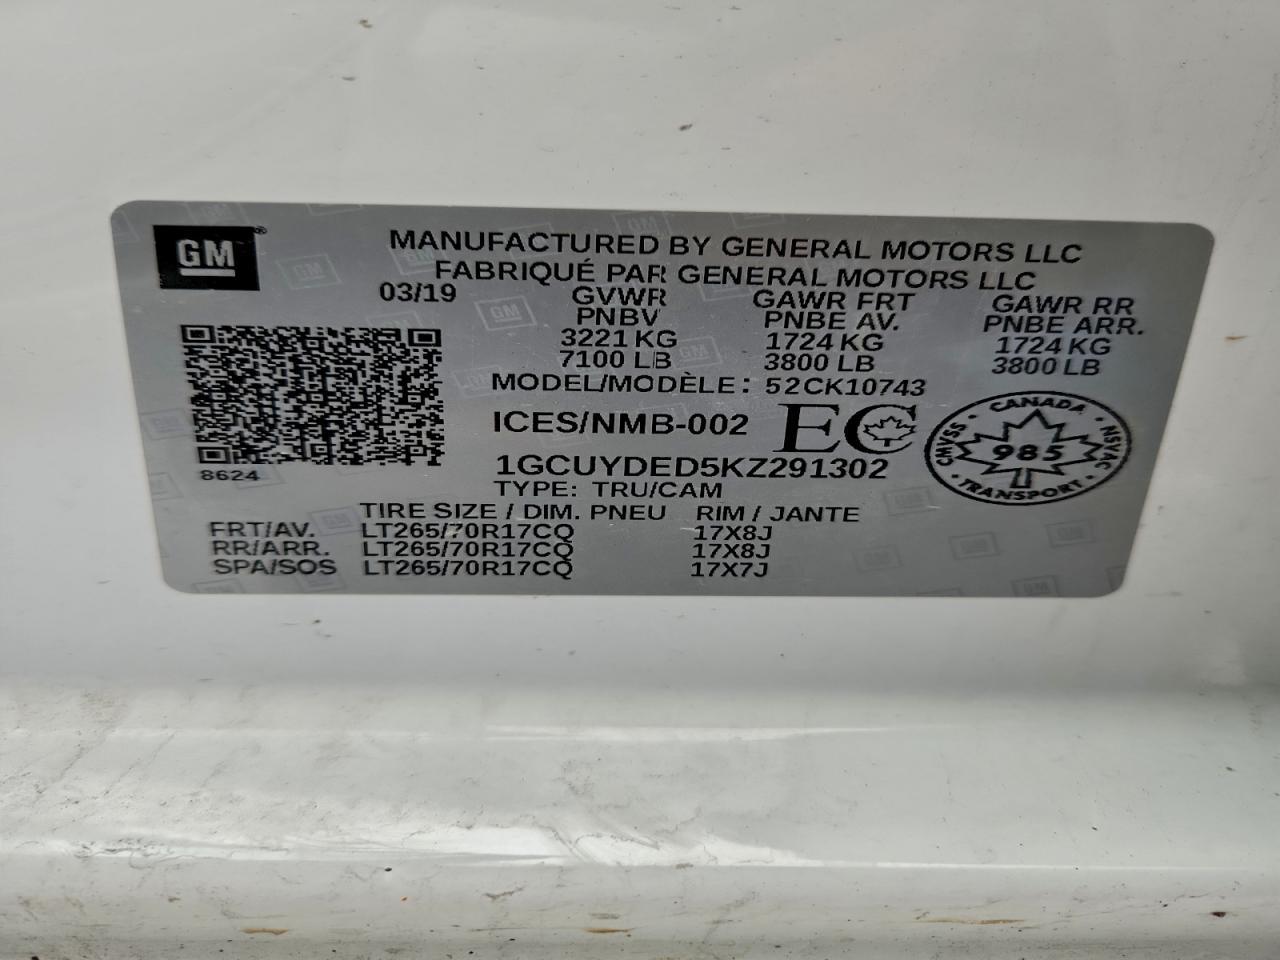 GM®
MANUFACTURED BY GENERAL MOTORS LLC
FABRIQUÉ PAR GENERAL MOTORS LLC
03/19 GVWR GAWR FRT GAWR RR
PNBV PNBE AV. PNBE ARR.
3221 KG 1724 KG 1724 KG
7100 LB 3800 LB 3800 LB
MODEL/MODÈLE: 52CK10743
ICES/NMB-002 EC
CANADA
CMVSS 985 NSVAC
TRANSPORT
1GCUYDED5KZ291302
8624
TYPE: TRU/CAM
TIRE SIZE / DIM. PNEU RIM / JANTE
FRT/AV. LT265/70R17CQ 17X8J
RR/ARR. LT265/70R17CQ 17X8J
SPA/SOS LT265/70R17CQ 17X7J